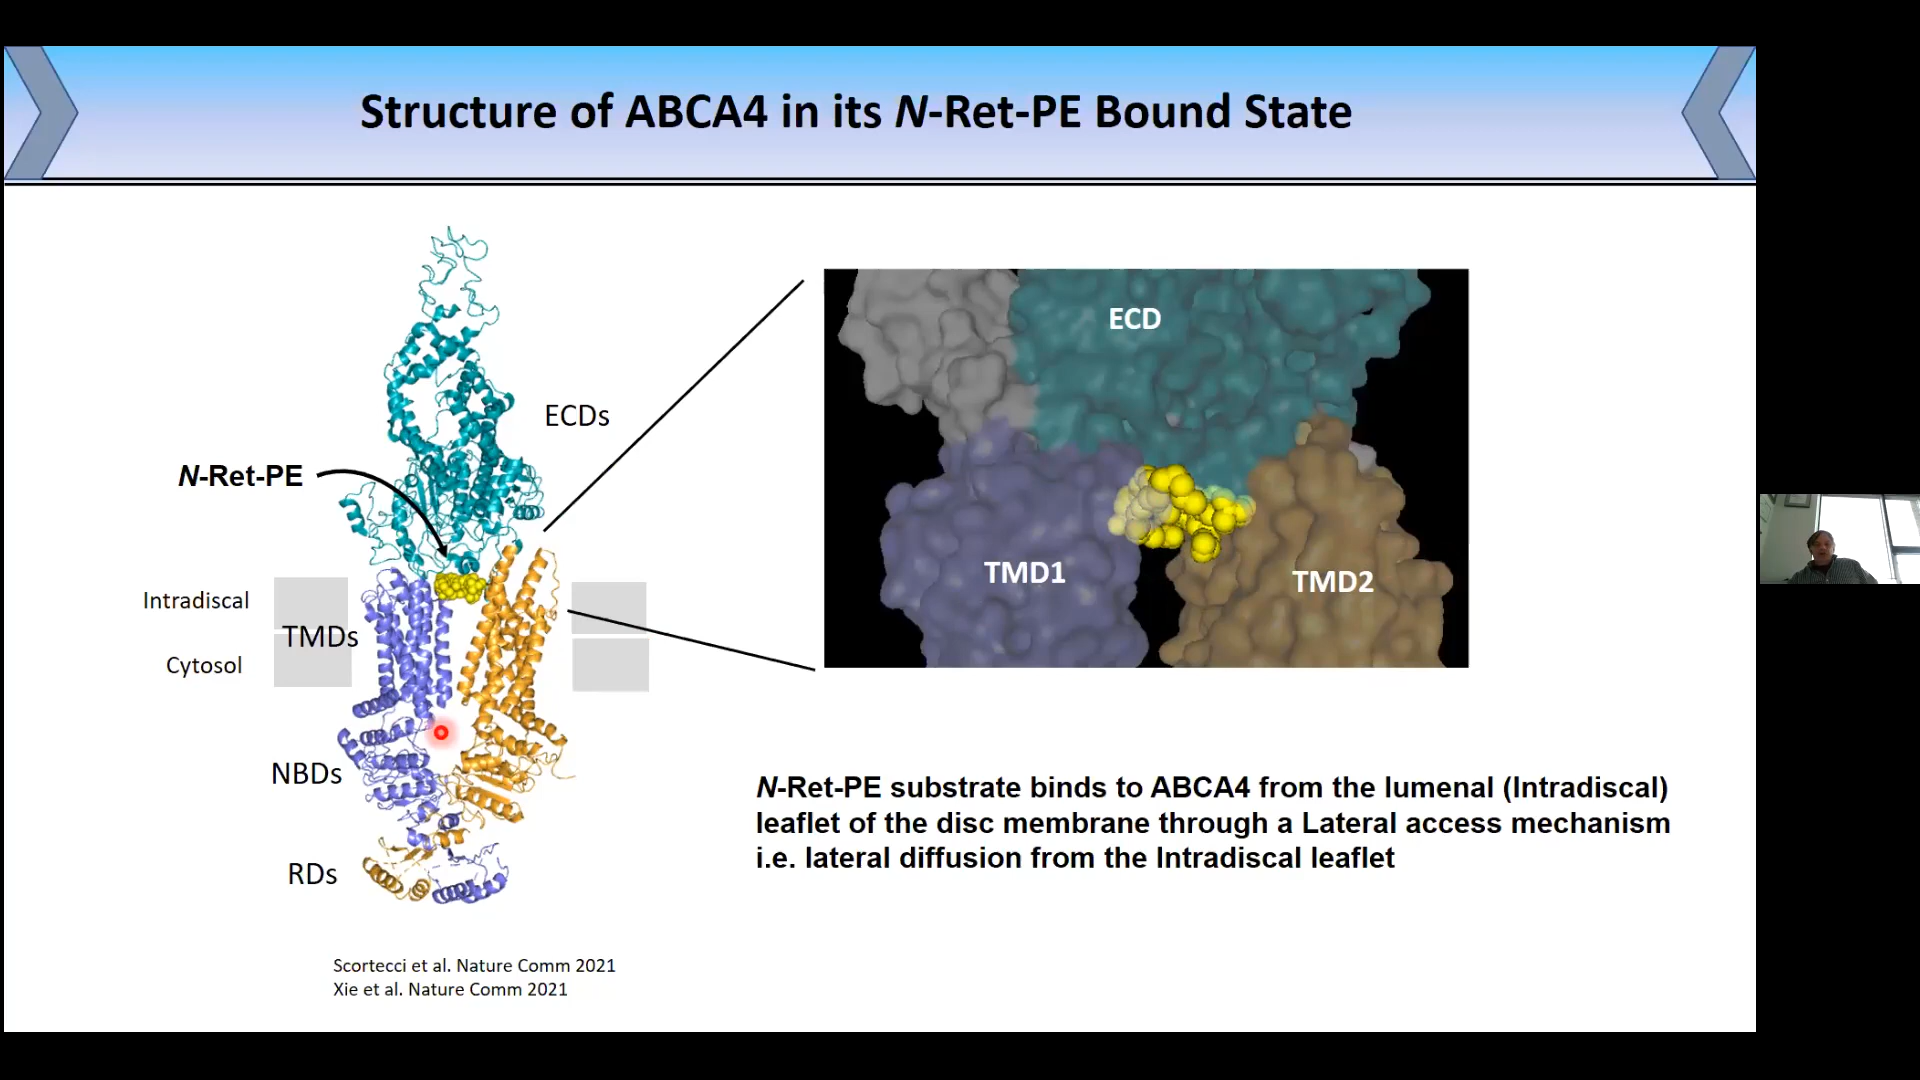 Structure of ABCA4 in its N-Ret-PE Bound State
ECDs
N-Ret-PE
Intradiscal
TMDs
Cytosol
NBDs
RDs
ECD
TMD1
TMD2
N-Ret-PE substrate binds to ABCA4 from the lumenal (Intradiscal)
leaflet of the disc membrane through a Lateral access mechanism
i.e. lateral diffusion from the Intradiscal leaflet
Scortecci et al. Nature Comm 2021
Xie et al. Nature Comm 2021